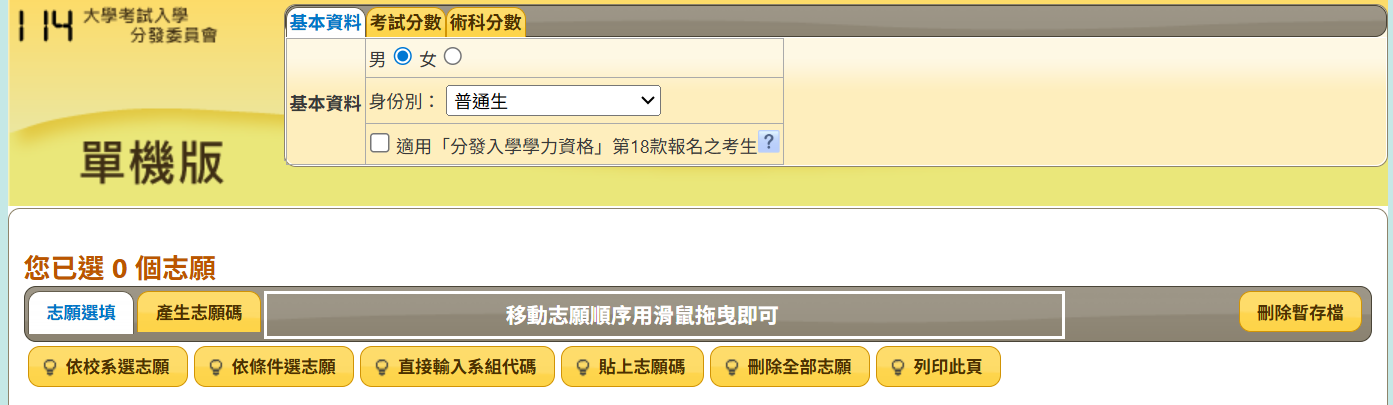 114 大學考試入學
分發委員會
單機版
基本資料 考試分數 術科分數
基本資料
男 女
身份別： 普通生
適用「分發入學學力資格」第18款報名之考生 ?
您已選 0 個志願
志願選填 產生志願碼 移動志願順序用滑鼠拖曳即可 刪除暫存檔
依校系選志願 依條件選志願 直接輸入系組代碼 貼上志願碼 刪除全部志願 列印此頁